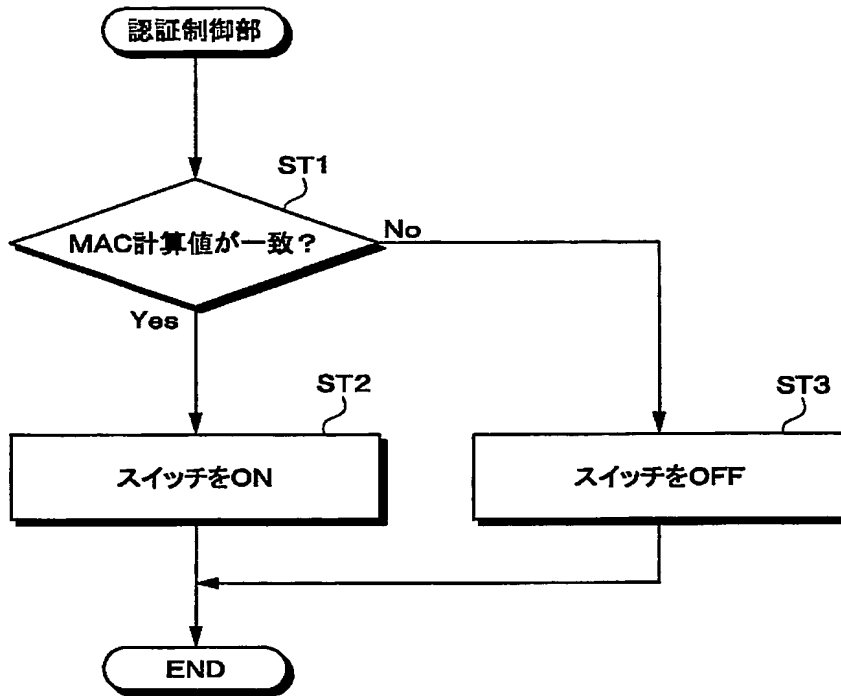 認証制御部
ST1
MAC計算値が一致？
No
Yes
ST2
スイッチをON
ST3
スイッチをOFF
END